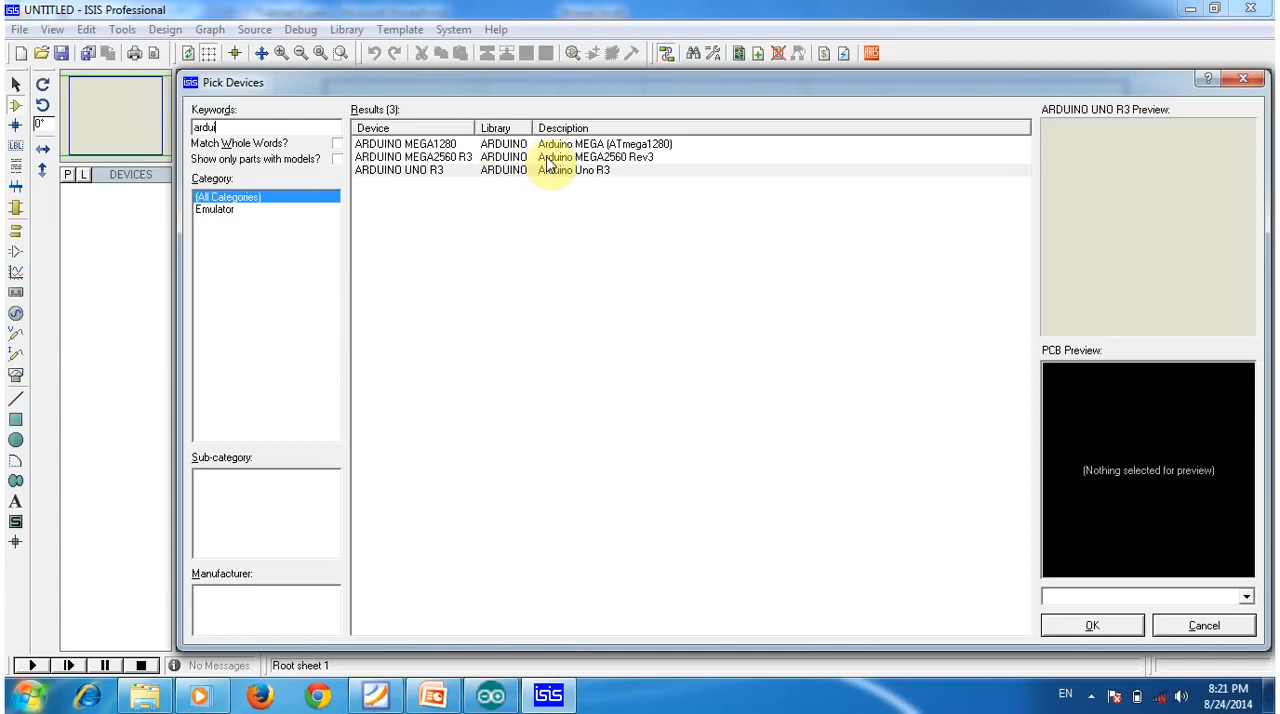 UNTITLED - ISIS Professional
File View Edit Tools Design Graph Source Debug Library Template System Help
ARES
Pick Devices
Keywords:
ardui
Match Whole Words?
Show only parts with models?
Category:
(All Categories)
Emulator
Sub-category:
Manufacturer:
Results (3):
Device Library Description
ARDUINO MEGA1280 ARDUINO Arduino MEGA (ATmega1280)
ARDUINO MEGA2560 R3 ARDUINO Arduino MEGA2560 Rev3
ARDUINO UNO R3 ARDUINO Arduino Uno R3
ARDUINO UNO R3 Preview:
PCB Preview:
(Nothing selected for preview)
OK Cancel
0°
LBL
P L DEVICES
A
S
No Messages Root sheet 1
isis
EN
8:21 PM
8/24/2014